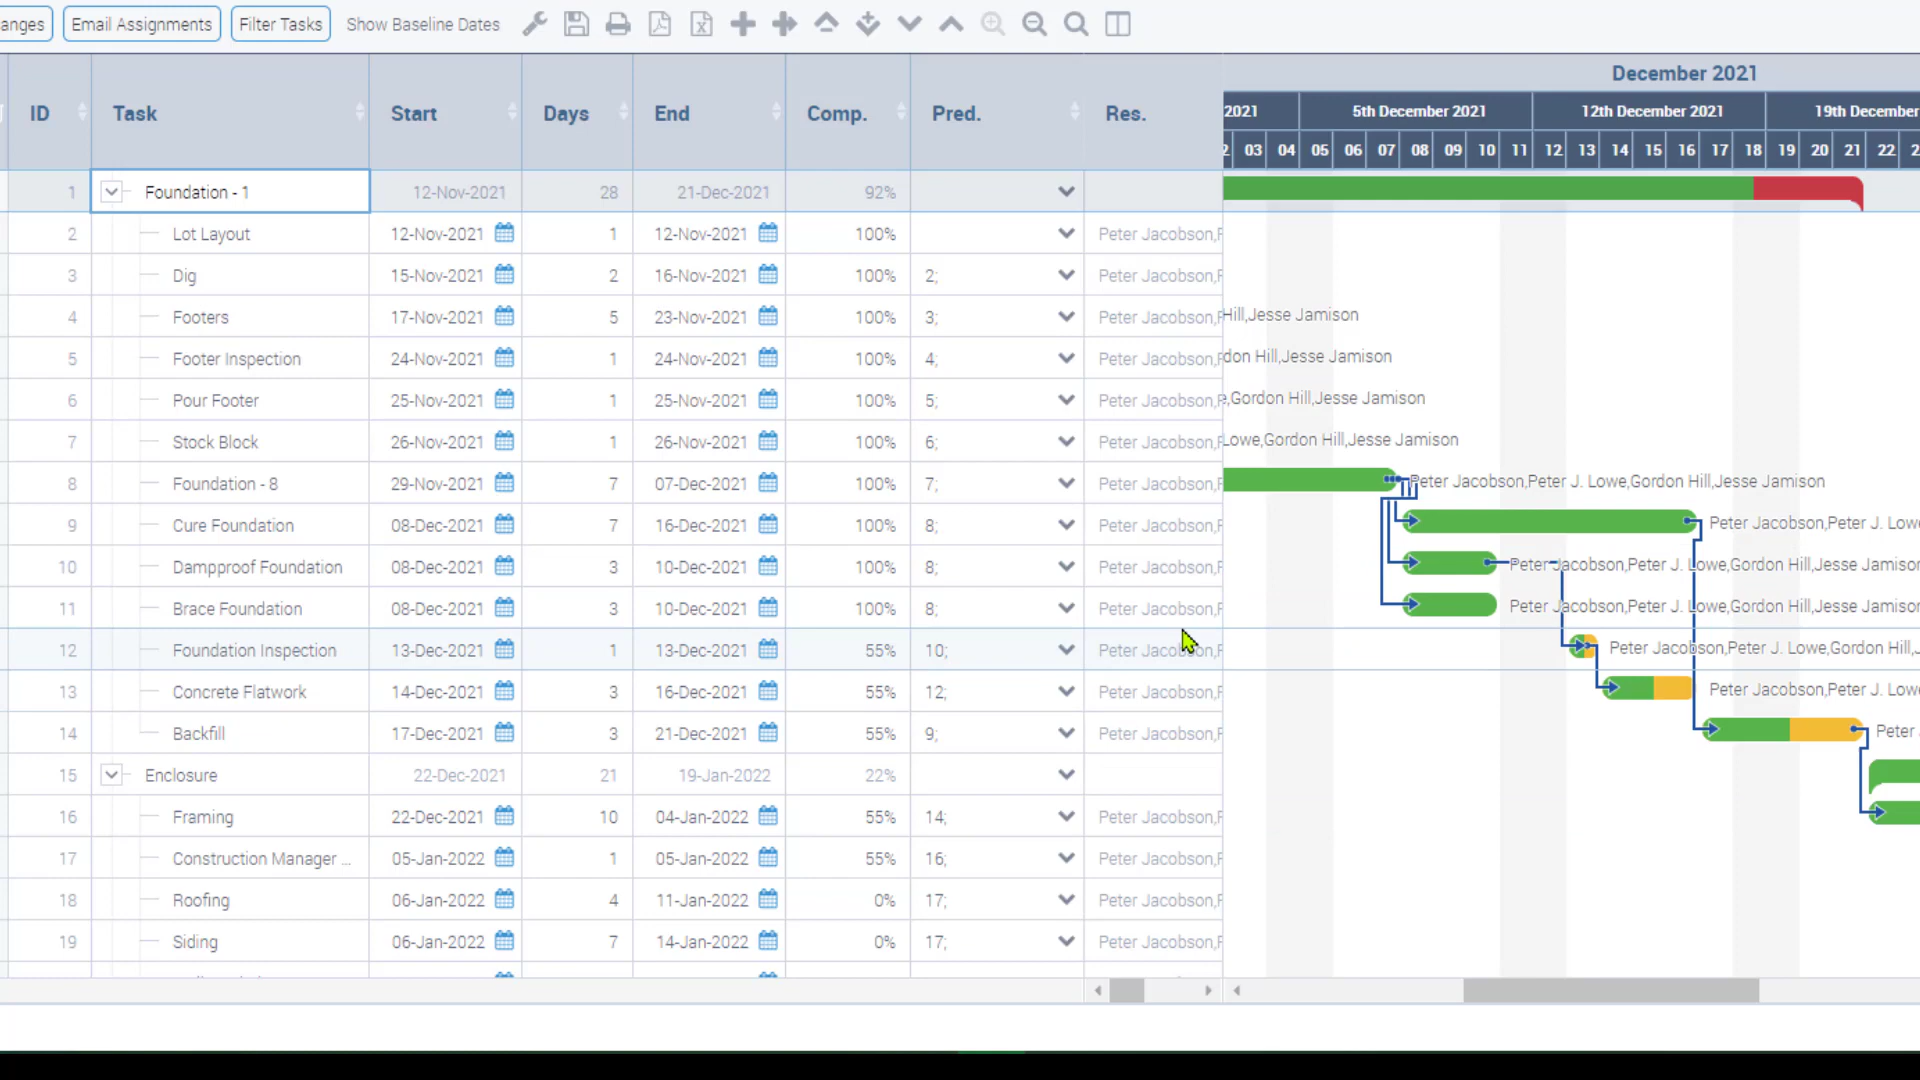 anges Email Assignments Filter Tasks Show Baseline Dates
December 2021
ID Task Start Days End Comp. Pred. Res.
2021 5th December 2021 12th December 2021 19th December
2 03 04 05 06 07 08 09 10 11 12 13 14 15 16 17 18 19 20 21 22 2
1 Foundation - 1 12-Nov-2021 28 21-Dec-2021 92%
2 Lot Layout 12-Nov-2021 1 12-Nov-2021 100% Peter Jacobson,
3 Dig 15-Nov-2021 2 16-Nov-2021 100% 2; Peter Jacobson,
4 Footers 17-Nov-2021 5 23-Nov-2021 100% 3; Peter Jacobson, Hill,Jesse Jamison
5 Footer Inspection 24-Nov-2021 1 24-Nov-2021 100% 4; Peter Jacobson, don Hill,Jesse Jamison
6 Pour Footer 25-Nov-2021 1 25-Nov-2021 100% 5; Peter Jacobson, e,Gordon Hill,Jesse Jamison
7 Stock Block 26-Nov-2021 1 26-Nov-2021 100% 6; Peter Jacobson, Lowe,Gordon Hill,Jesse Jamison
8 Foundation - 8 29-Nov-2021 7 07-Dec-2021 100% 7; Peter Jacobson, Peter Jacobson,Peter J. Lowe,Gordon Hill,Jesse Jamison
9 Cure Foundation 08-Dec-2021 7 16-Dec-2021 100% 8; Peter Jacobson, Peter Jacobson,Peter J. Lowe
10 Dampproof Foundation 08-Dec-2021 3 10-Dec-2021 100% 8; Peter Jacobson, Peter Jacobson,Peter J. Lowe,Gordon Hill,Jesse Jamison
11 Brace Foundation 08-Dec-2021 3 10-Dec-2021 100% 8; Peter Jacobson, Peter Jacobson,Peter J. Lowe,Gordon Hill,Jesse Jamison
12 Foundation Inspection 13-Dec-2021 1 13-Dec-2021 55% 10; Peter Jacobson, Peter Jacobson,Peter J. Lowe,Gordon Hill,
13 Concrete Flatwork 14-Dec-2021 3 16-Dec-2021 55% 12; Peter Jacobson, Peter Jacobson,Peter J. Lowe
14 Backfill 17-Dec-2021 3 21-Dec-2021 55% 9; Peter Jacobson, Peter
15 Enclosure 22-Dec-2021 21 19-Jan-2022 22%
16 Framing 22-Dec-2021 10 04-Jan-2022 55% 14; Peter Jacobson,
17 Construction Manager ... 05-Jan-2022 1 05-Jan-2022 55% 16; Peter Jacobson,
18 Roofing 06-Jan-2022 4 11-Jan-2022 0% 17; Peter Jacobson,
19 Siding 06-Jan-2022 7 14-Jan-2022 0% 17; Peter Jacobson,